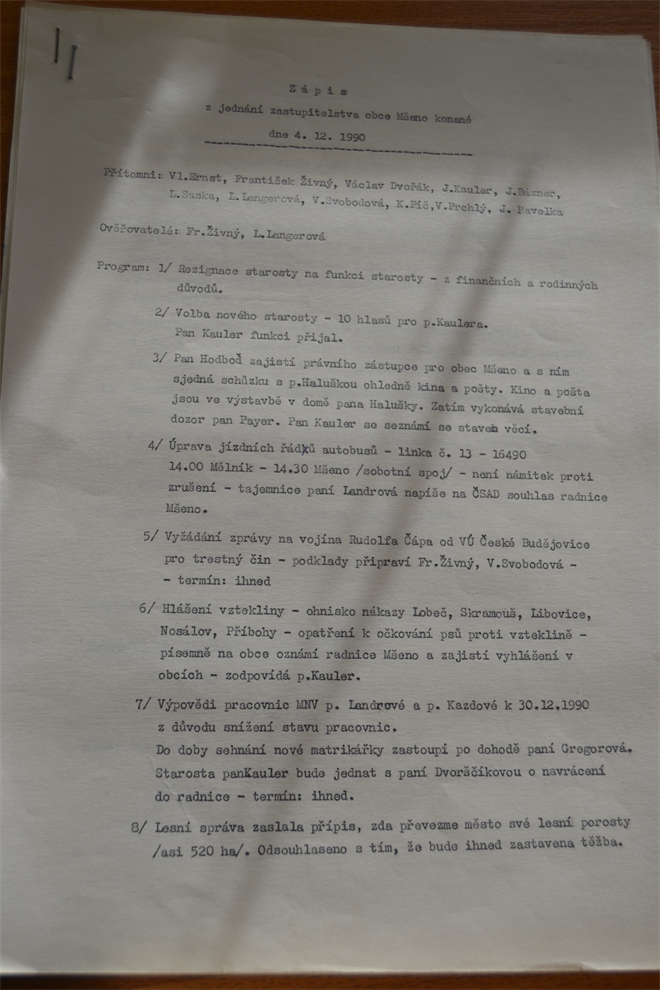 Z á p i s
z jednání zastupitelstva obce Mšeno konané
dne 4. 12. 1990
Přítomni: Vl.Ernst, František Živný, Václav Dvořák, J.Kauler, J.Bázner,
L.Saska, L.Langerová, V.Svobodová, K.Píč,V.Prchlý, J. Pavelka
Ověřovatelé: Fr.Živný, L.Langerová
Program: 1/ Rezignace starosty na funkci starosty - z finančních a rodinných
důvodů.
2/ Volba nového starosty - 10 hlasů pro p.Kaulera.
Pan Kauler funkci přijal.
3/ Pan Hodboď zajistí právního zástupce pro obec Mšeno a s ním
sjedná schůzku s p.Haluškou ohledně kina a pošty. Kino a pošta
jsou ve výstavbě v domě pana Halušky. Zatím vykonává stavební
dozor pan Payer. Pan Kauler se seznámí se stavem věcí.
4/ Úprava jízdních řádků autobusů - linka č. 13 - 16490
14.00 Mělník - 14.30 Mšeno /sobotní spoj/ - není námitek proti
zrušení - tajemnice paní Landrová napíše na ČSAD souhlas radnice
Mšeno.
5/ Vyžádání zprávy na vojína Rudolfa Čápa od VÚ České Budějovice
pro trestný čin - podklady připraví Fr.Živný, V.Svobodová -
- termín: ihned
6/ Hlášení vztekliny - ohnisko nákazy Lobeč, Skramouš, Libovice,
Nosálov, Příbohy - opatření k očkování psů proti vzteklině -
písemně na obce oznámí radnice Mšeno a zajistí vyhlášení v
obcích - zodpovídá p.Kauler.
7/ Výpovědi pracovnic MNV p. Landrové a p. Kazdové k 30.12.1990
z důvodu snížení stavu pracovnic.
Do doby sehnání nové matrikářky zastoupí po dohodě paní Gregorová.
Starosta panKauler bude jednat s paní Dvořáčíkovou o navrácení
do radnice - termín: ihned.
8/ Lesní správa zaslala přípis, zda převezme město své lesní porosty
/asi 520 ha/. Odsouhlaseno s tím, že bude ihned zastavena těžba.